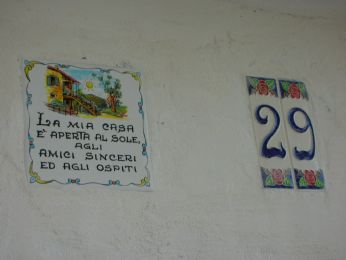 LA MIA CASA
E' APERTA AL SOLE,
AGLI
AMICI SINCERI
ED AGLI OSPITI
29